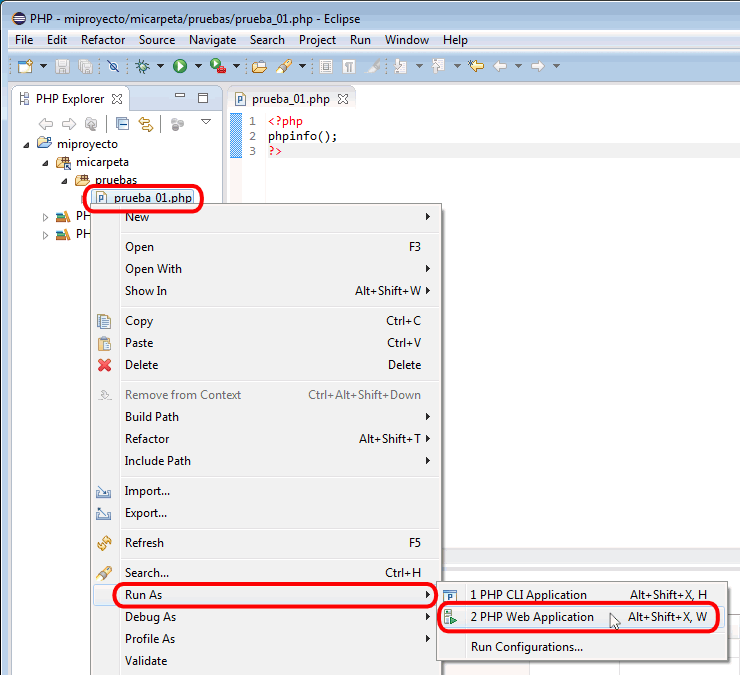 PHP - miproyecto/micarpeta/pruebas/prueba_01.php - Eclipse
File Edit Refactor Source Navigate Search Project Run Window Help
PHP Explorer
prueba_01.php
1 <?php
2 phpinfo();
3 ?>
miproyecto
micarpeta
pruebas
prueba_01.php
PH
PH
New
Open F3
Open With
Show In Alt+Shift+W
Copy Ctrl+C
Paste Ctrl+V
Delete Delete
Remove from Context Ctrl+Alt+Shift+Down
Build Path
Refactor Alt+Shift+T
Include Path
Import...
Export...
Refresh F5
Search... Ctrl+H
Run As
1 PHP CLI Application Alt+Shift+X, H
Debug As
2 PHP Web Application Alt+Shift+X, W
Profile As
Run Configurations...
Validate